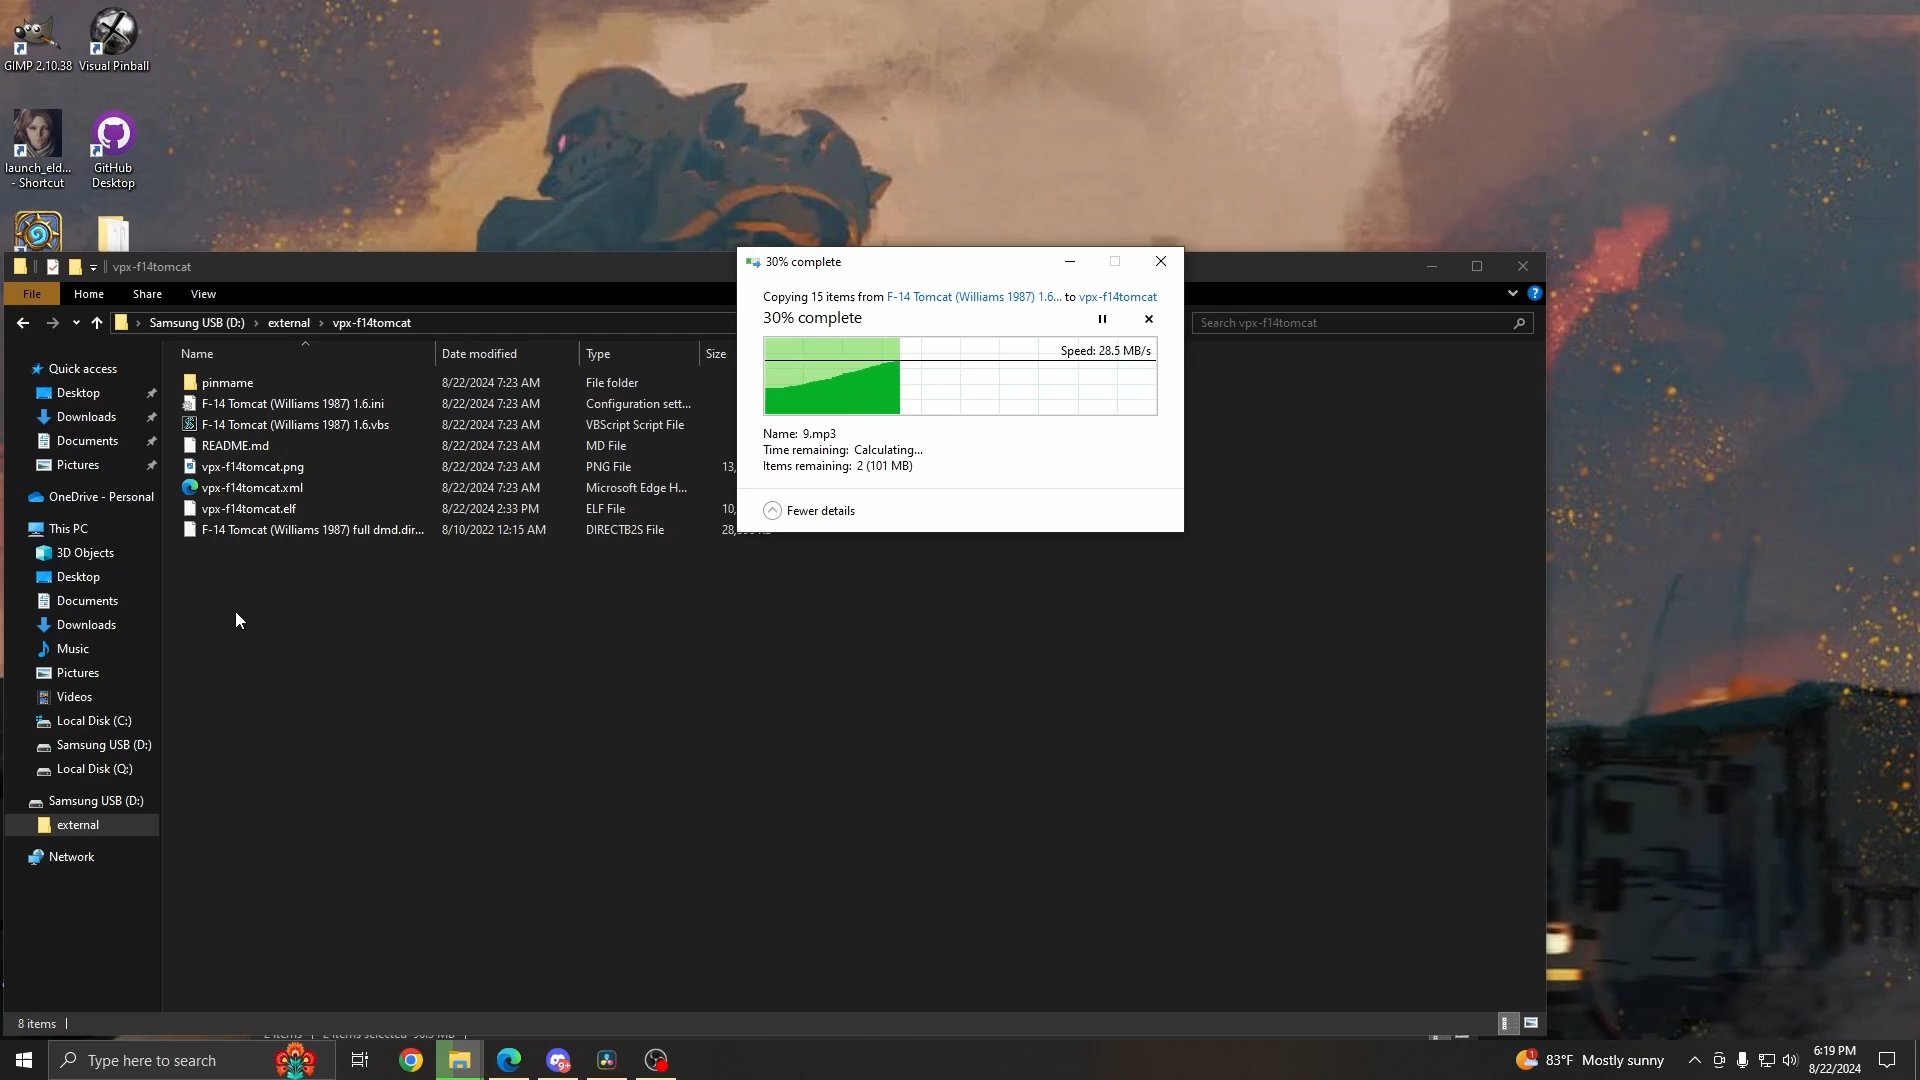 GIMP 2.10.38
Visual Pinball
launch_eld... - Shortcut
GitHub Desktop
vpx-f14tomcat
File Home Share View
Samsung USB (D:) external vpx-f14tomcat
Search vpx-f14tomcat
Name Date modified Type Size
pinmame 8/22/2024 7:23 AM File folder
F-14 Tomcat (Williams 1987) 1.6.ini 8/22/2024 7:23 AM Configuration sett...
F-14 Tomcat (Williams 1987) 1.6.vbs 8/22/2024 7:23 AM VBScript Script File
README.md 8/22/2024 7:23 AM MD File
vpx-f14tomcat.png 8/22/2024 7:23 AM PNG File 13,
vpx-f14tomcat.xml 8/22/2024 7:23 AM Microsoft Edge H...
vpx-f14tomcat.elf 8/22/2024 2:33 PM ELF File 10,
F-14 Tomcat (Williams 1987) full dmd.dir... 8/10/2022 12:15 AM DIRECTB2S File 28,
Quick access
Desktop
Downloads
Documents
Pictures
OneDrive - Personal
This PC
3D Objects
Desktop
Documents
Downloads
Music
Pictures
Videos
Local Disk (C:)
Samsung USB (D:)
Local Disk (Q:)
Samsung USB (D:)
external
Network
30% complete
Copying 15 items from F-14 Tomcat (Williams 1987) 1.6... to vpx-f14tomcat
30% complete
Speed: 28.5 MB/s
Name: 9.mp3
Time remaining: Calculating...
Items remaining: 2 (101 MB)
Fewer details
8 items
Type here to search
9+
1
83°F Mostly sunny
6:19 PM
8/22/2024